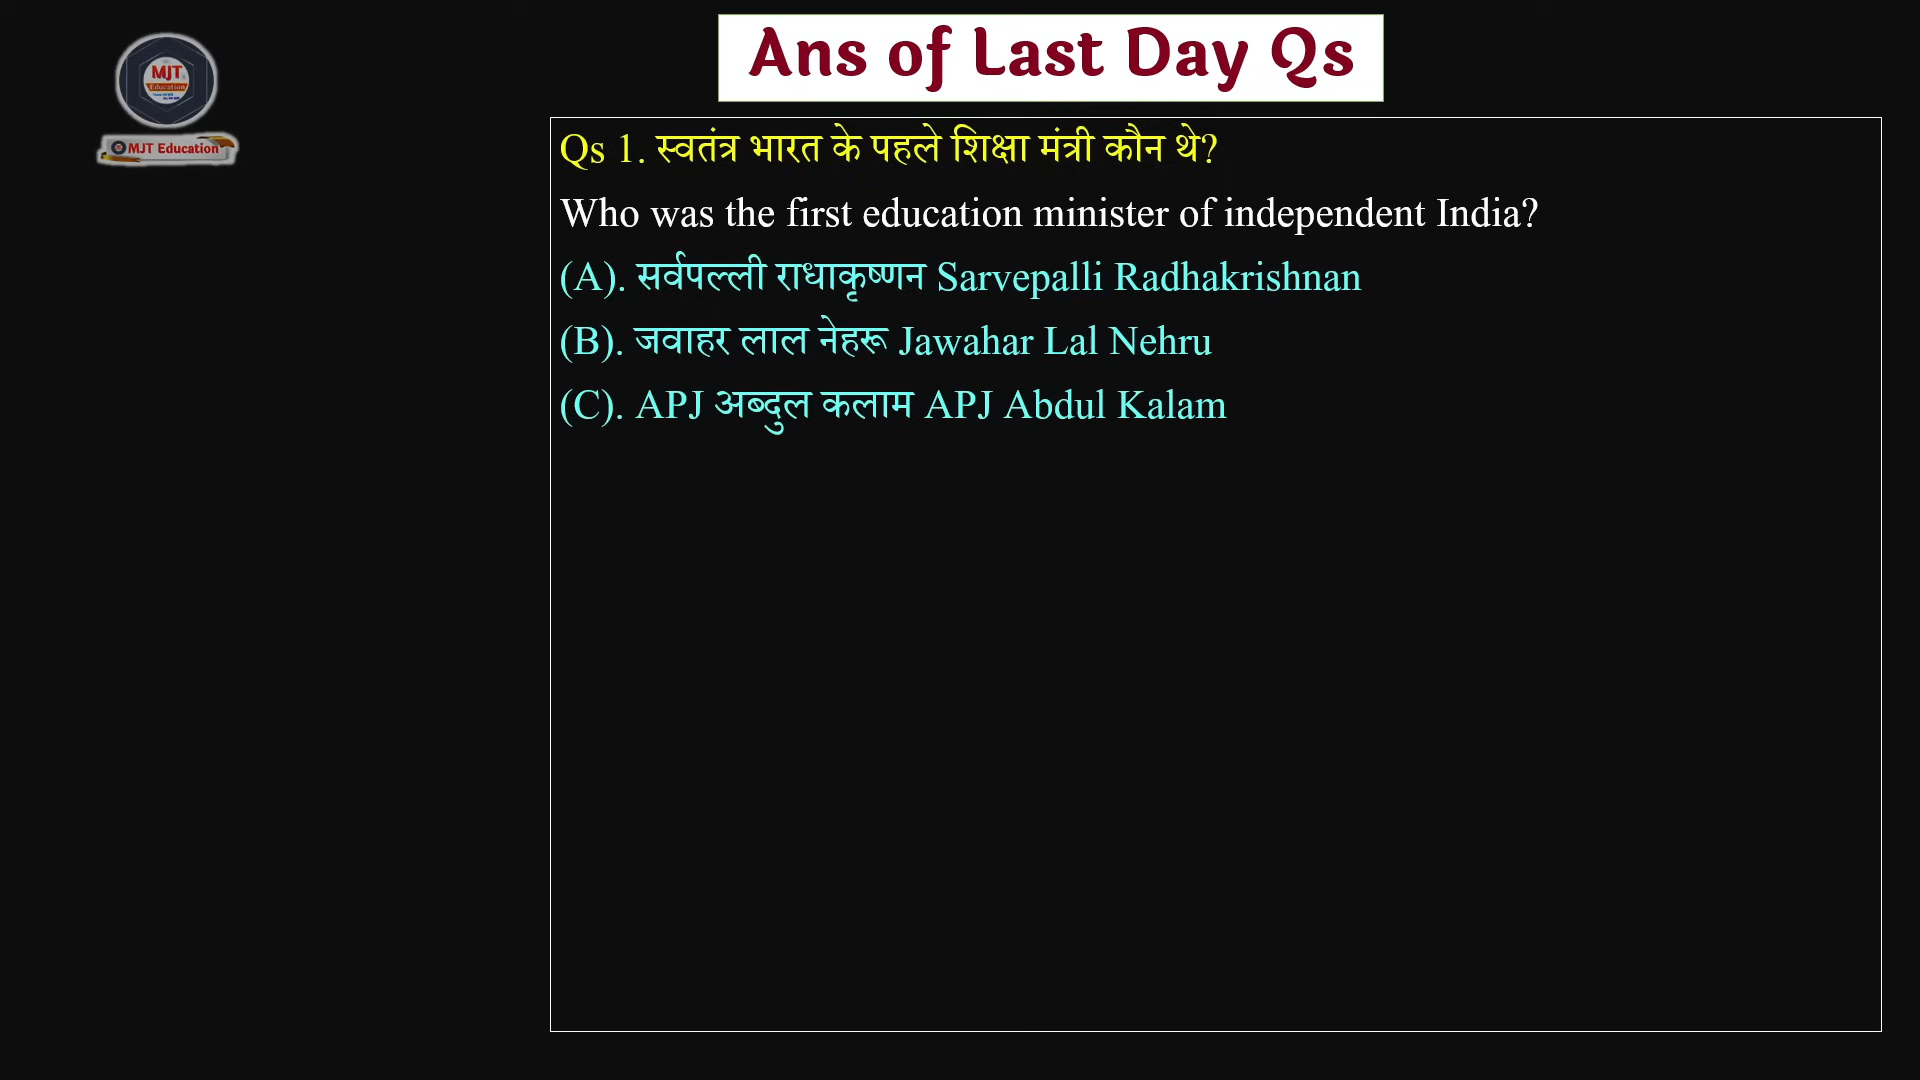 Ans of Last Day Qs
MJT
Education
MJT Education
Qs 1. स्वतंत्र भारत के पहले शिक्षा मंत्री कौन थे?
Who was the first education minister of independent India?
(A). सर्वपल्ली राधाकृष्णन Sarvepalli Radhakrishnan
(B). जवाहर लाल नेहरू Jawahar Lal Nehru
(C). APJ अब्दुल कलाम APJ Abdul Kalam